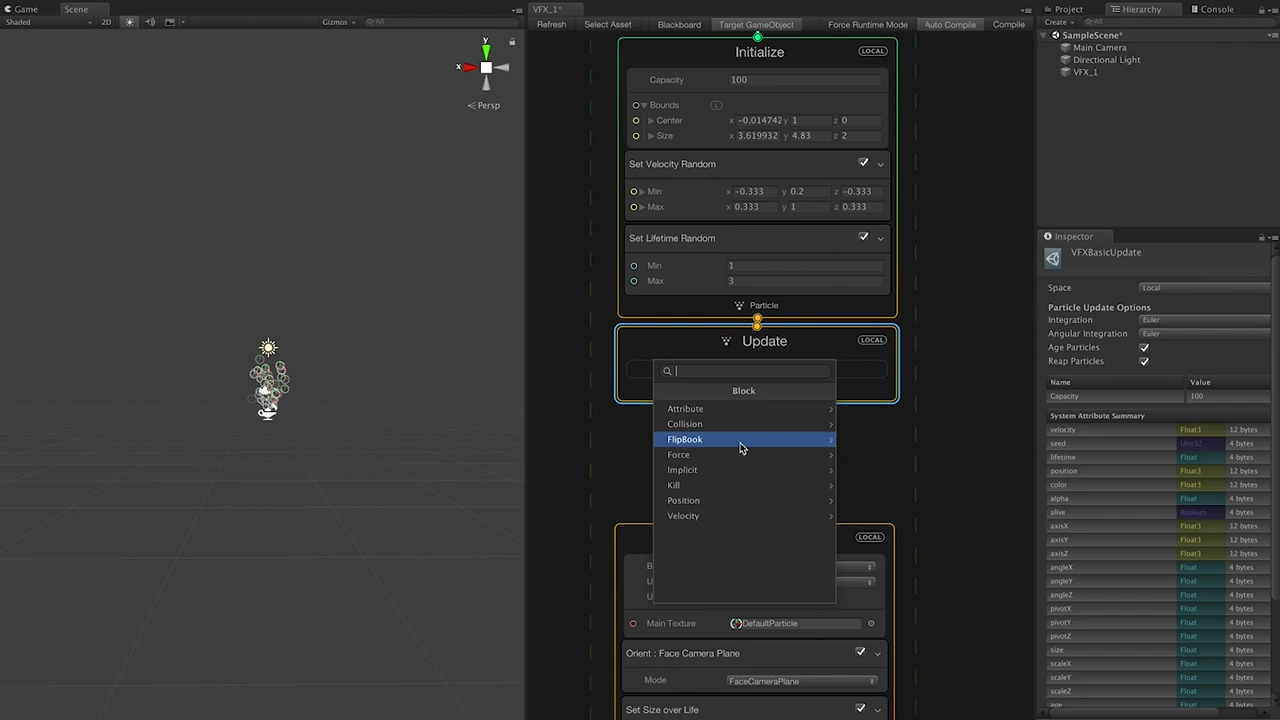 Game
Scene
Shaded
2D
Gizmos
All
y
x
Persp
VFX_1*
Refresh
Select Asset
Blackboard
Target GameObject
Force Runtime Mode
Auto Compile
Compile
Initialize
LOCAL
Capacity 100
Bounds L
Center x -0.014742 y 1 z 0
Size x 3.619932 y 4.83 z 2
Set Velocity Random
Min x -0.333 y 0.2 z -0.333
Max x 0.333 y 1 z 0.333
Set Lifetime Random
Min 1
Max 3
Particle
Update
LOCAL
Block
Attribute
Collision
FlipBook
Force
Implicit
Kill
Position
Velocity
LOCAL
B
U
U
Main Texture DefaultParticle
Orient : Face Camera Plane
Mode FaceCameraPlane
Set Size over Life
Project
Hierarchy
Console
Create
All
SampleScene*
Main Camera
Directional Light
VFX_1
Inspector
VFXBasicUpdate
Space Local
Particle Update Options
Integration Euler
Angular Integration Euler
Age Particles
Reap Particles
Name Value
Capacity 100
System Attribute Summary
velocity Float3 12 bytes
seed Uint32 4 bytes
lifetime Float 4 bytes
position Float3 12 bytes
color Float3 12 bytes
alpha Float 4 bytes
alive Boolean 4 bytes
axisX Float3 12 bytes
axisY Float3 12 bytes
axisZ Float3 12 bytes
angleX Float 4 bytes
angleY Float 4 bytes
angleZ Float 4 bytes
pivotX Float 4 bytes
pivotY Float 4 bytes
pivotZ Float 4 bytes
size Float 4 bytes
scaleX Float 4 bytes
scaleY Float 4 bytes
scaleZ Float 4 bytes
age Float 4 bytes